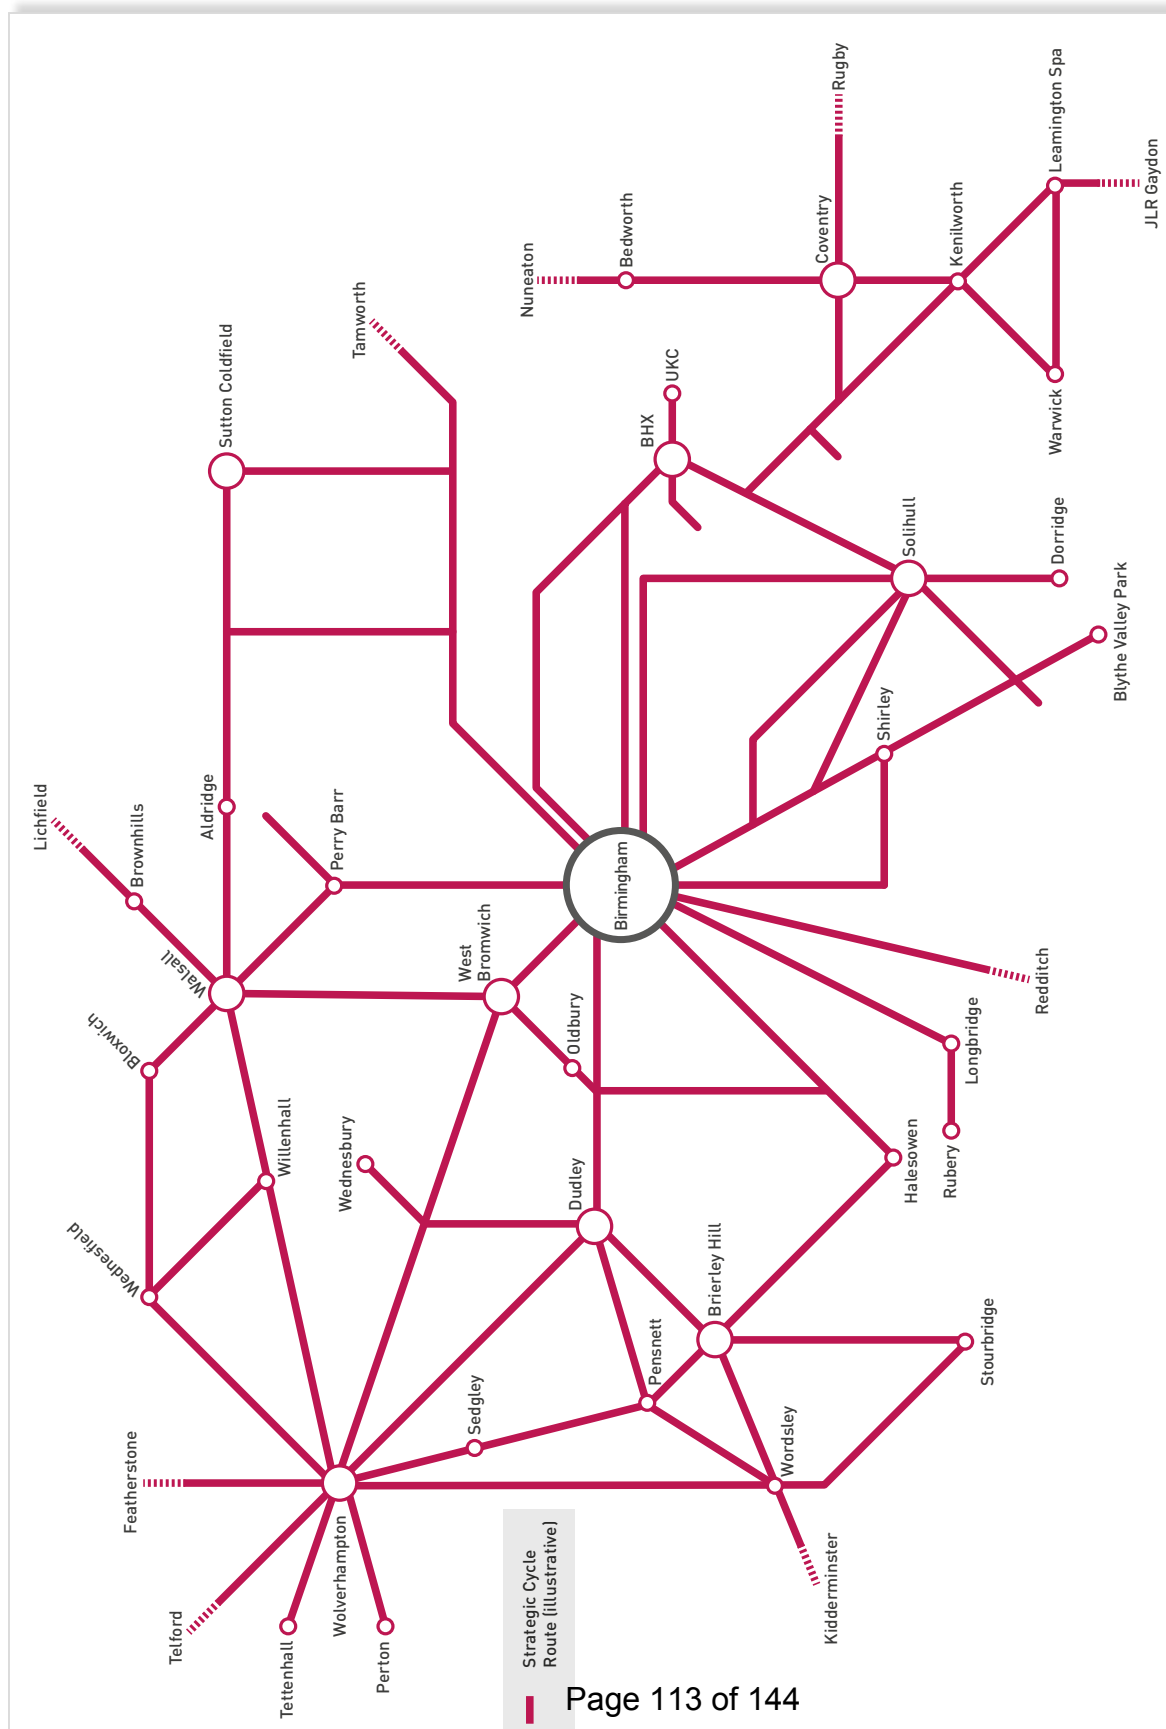 Rugby
Leamington Spa
JLR Gaydon
Kenilworth
Coventry
Bedworth
Nuneaton
Tamworth
Sutton Coldfield
UKC
BHX
Warwick
Solihull
Dorridge
Blythe Valley Park
Shirley
Lichfield
Brownhills
Aldridge
Perry Barr
Birmingham
Walsall
West
Bromwich
Oldbury
Redditch
Longbridge
Rubery
Halesowen
Bloxwich
Willenhall
Wednesbury
Dudley
Wednesfield
Brierley Hill
Pensnett
Stourbridge
Sedgley
Wordsley
Featherstone
Kidderminster
Wolverhampton
Telford
Tettenhall
Perton
Strategic Cycle
Route (illustrative)
Page 113 of 144